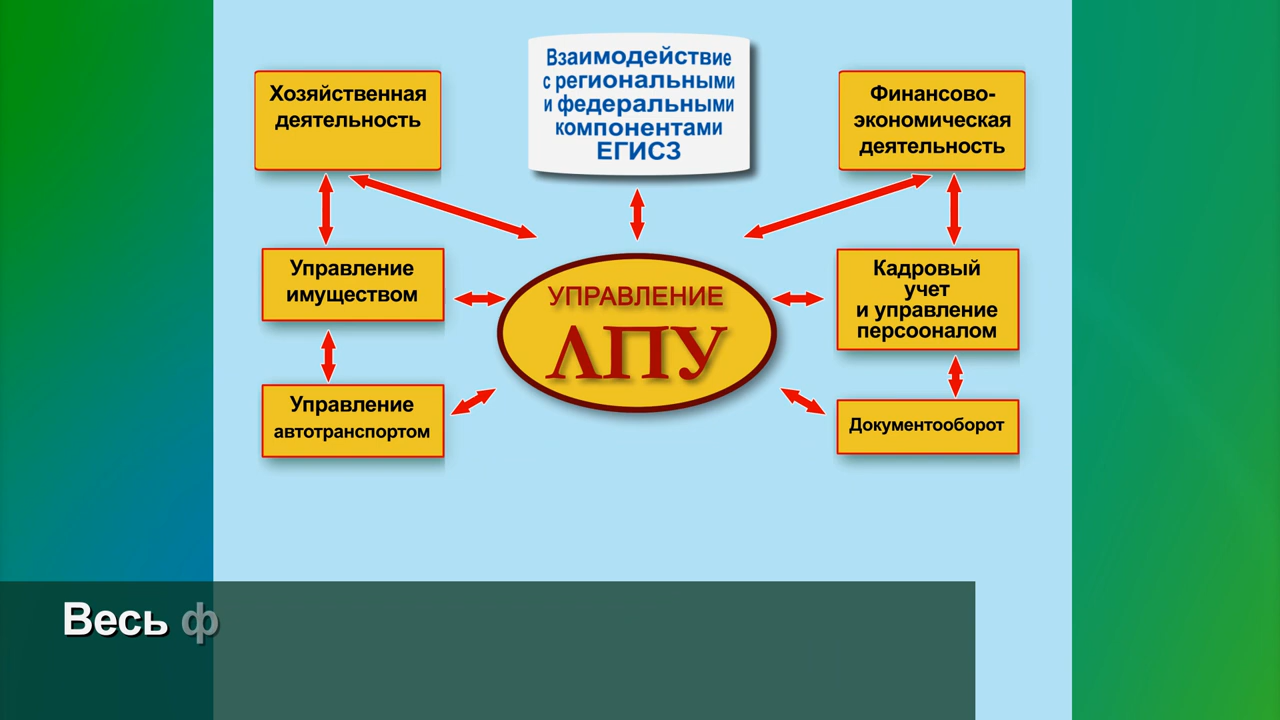 Хозяйственная
деятельность
Взаимодействие
с региональными
и федеральными
компонентами
ЕГИСЗ
Финансово-
экономическая
деятельность
Управление
имуществом
УПРАВЛЕНИЕ
ЛПУ
Кадровый
учет
и управление
персооналом
Управление
автотранспортом
Документооборот
Весь ф